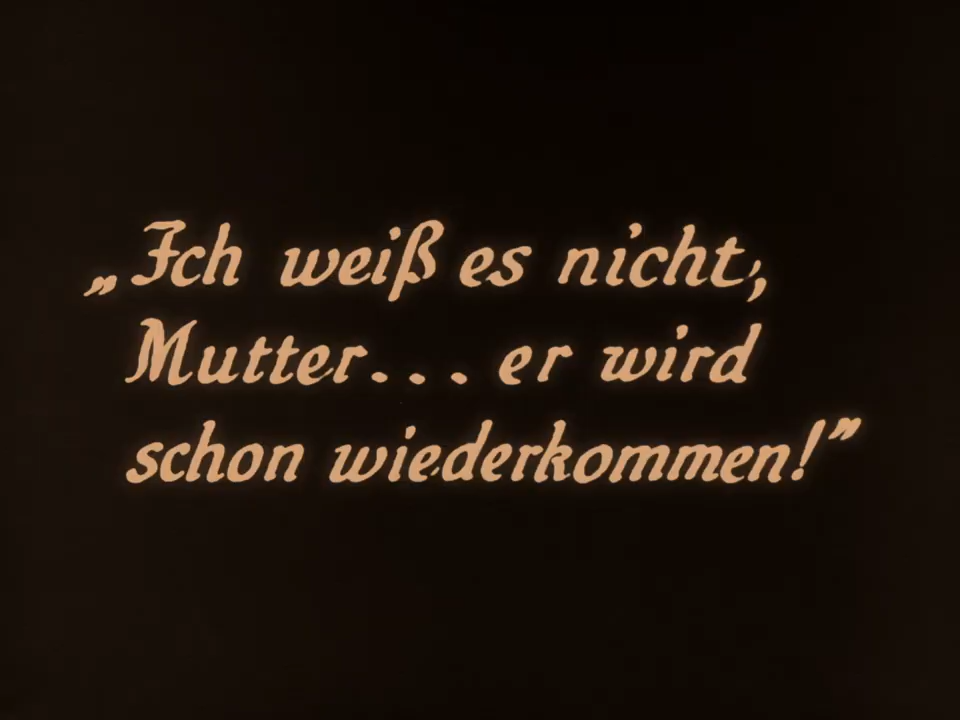 „Ich weiß es nicht,
Mutter... er wird
schon wiederkommen!”